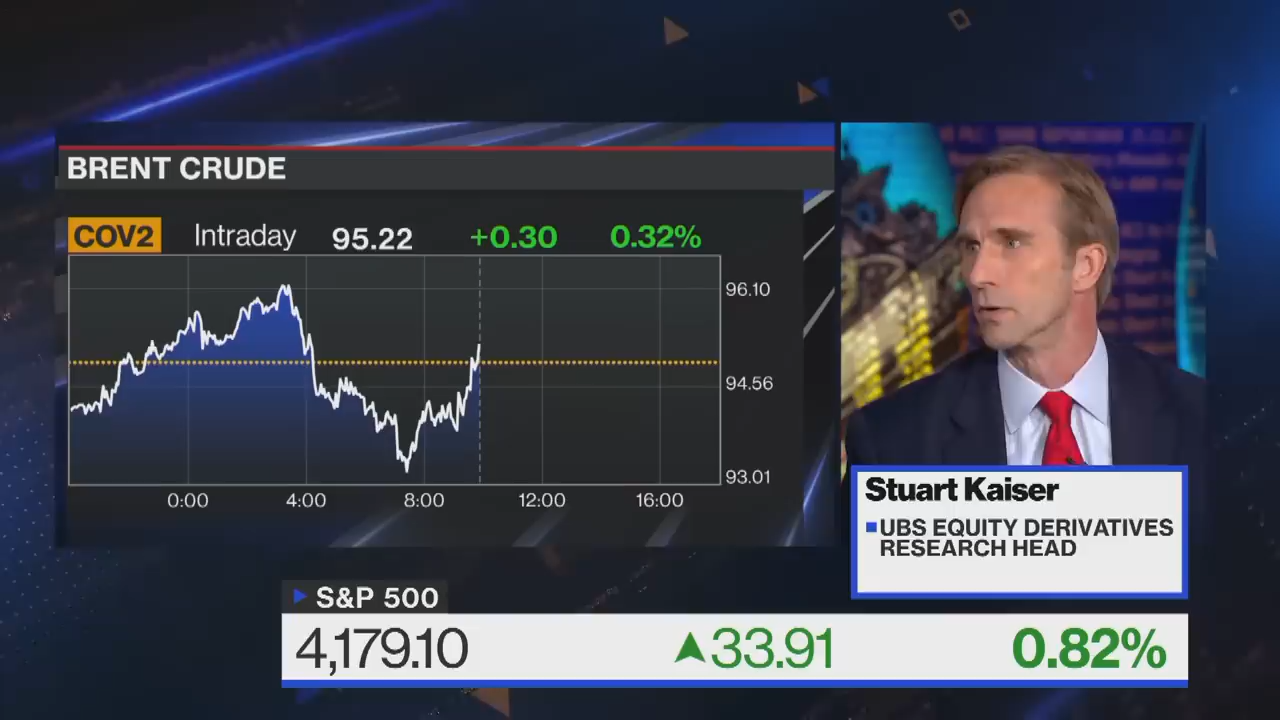 BRENT CRUDE
COV2 Intraday 95.22 +0.30 0.32%
96.10
94.56
93.01
0:00 4:00 8:00 12:00 16:00
Stuart Kaiser
UBS EQUITY DERIVATIVES
RESEARCH HEAD
S&P 500
4,179.10 33.91 0.82%